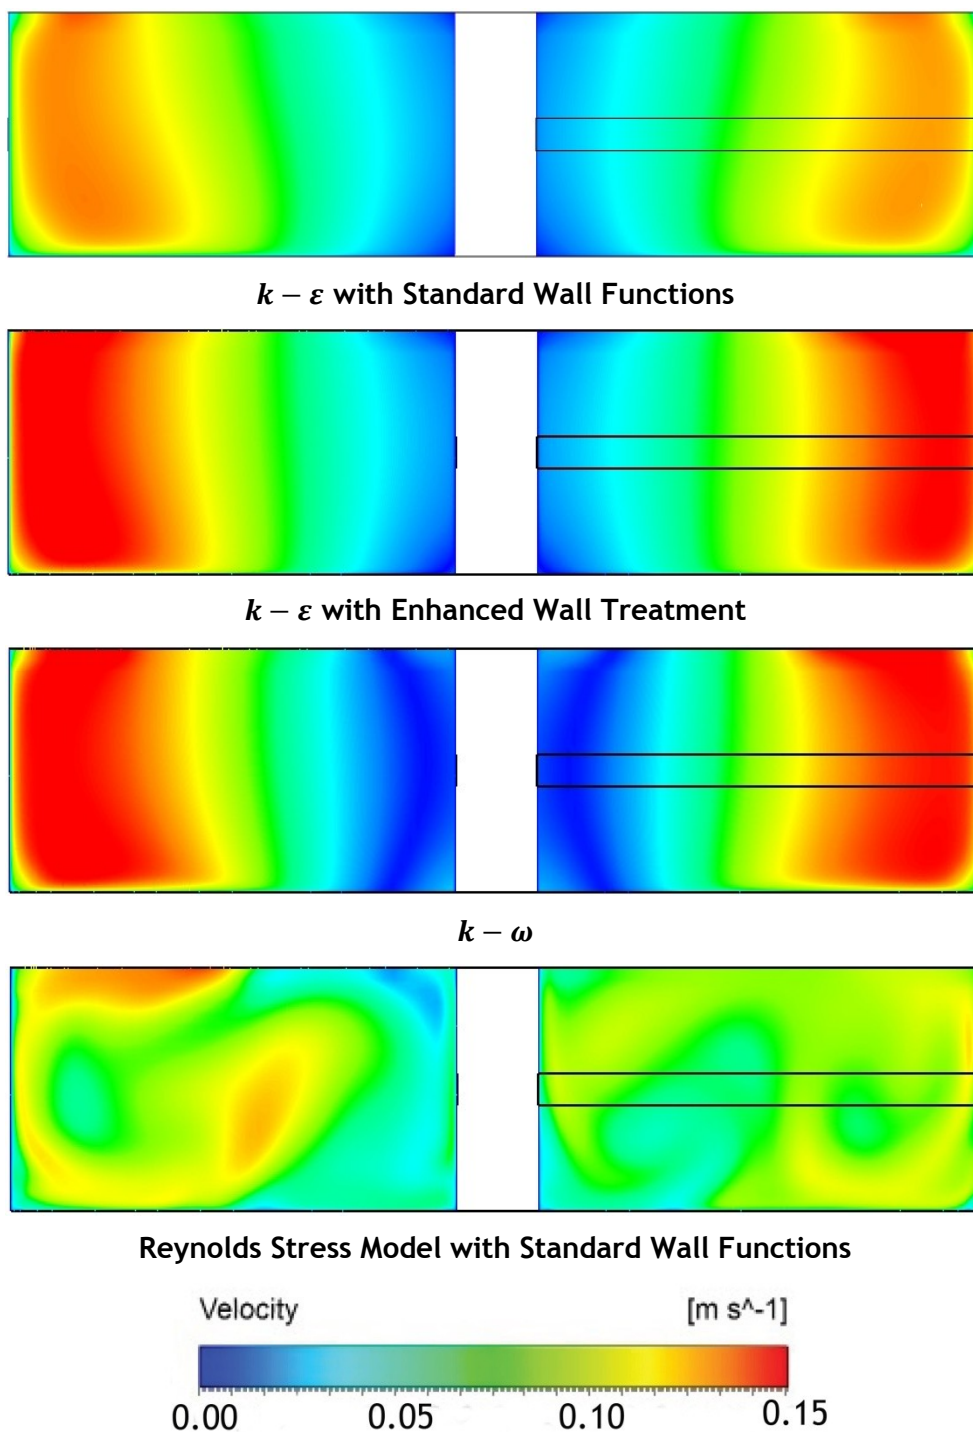 k − ε with Standard Wall Functions
k − ε with Enhanced Wall Treatment
k − ω
Reynolds Stress Model with Standard Wall Functions
Velocity [m s^-1]
0.00 0.05 0.10 0.15